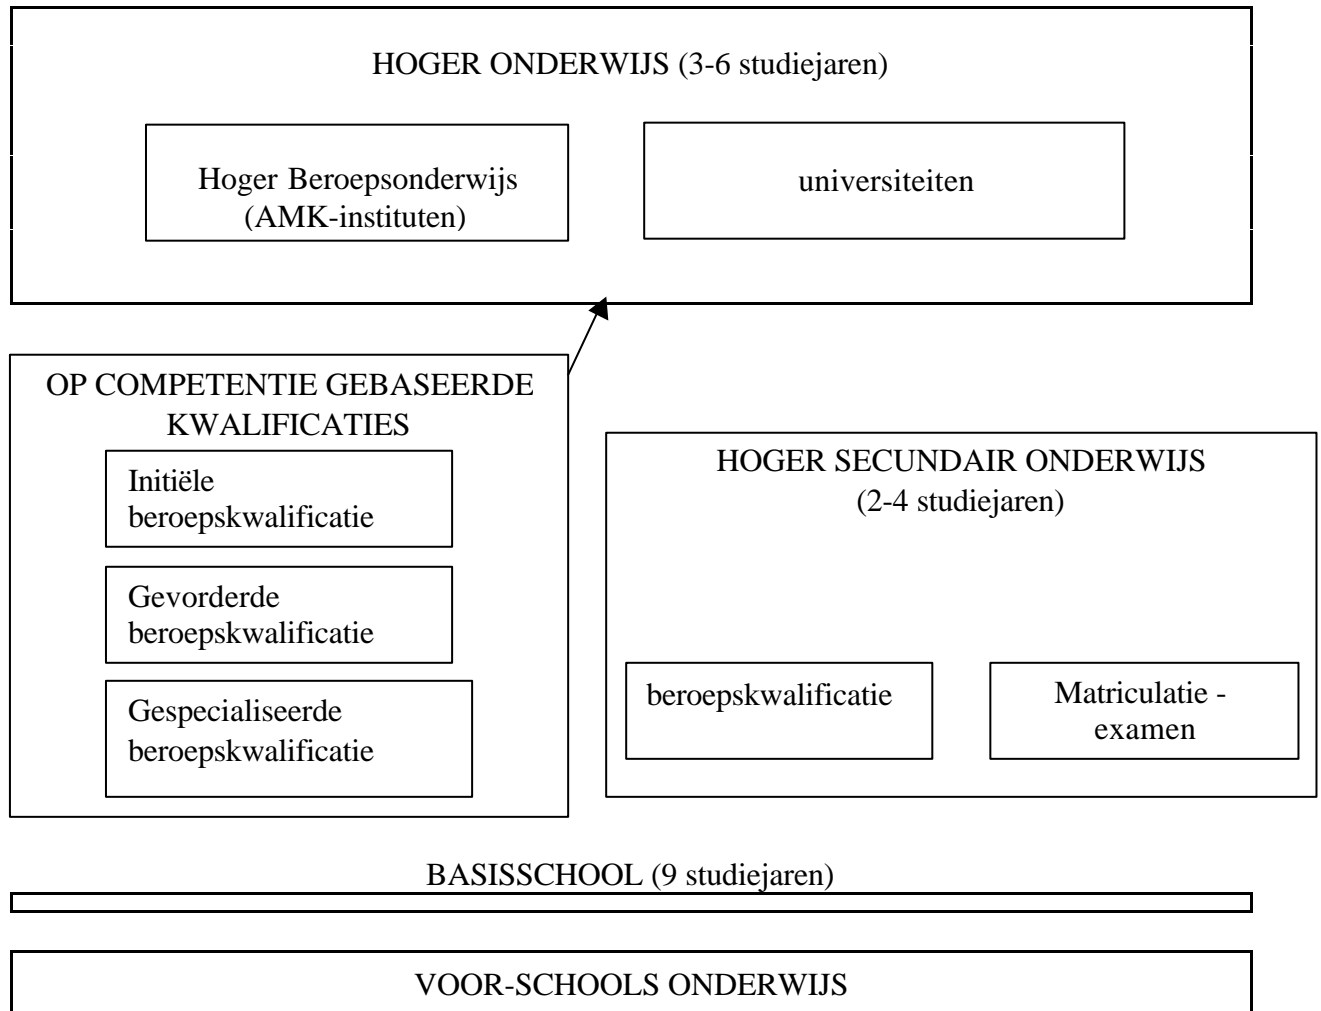 HOGER ONDERWIJS (3-6 studiejaren)
Hoger Beroepsonderwijs
(AMK-instituten)
universiteiten
OP COMPETENTIE GEBASEERDE
KWALIFICATIES
Initiële
beroepskwalificatie
Gevorderde
beroepskwalificatie
Gespecialiseerde
beroepskwalificatie
HOGER SECUNDAIR ONDERWIJS
(2-4 studiejaren)
beroepskwalificatie
Matriculatie -
examen
BASISSCHOOL (9 studiejaren)
VOOR-SCHOOLS ONDERWIJS